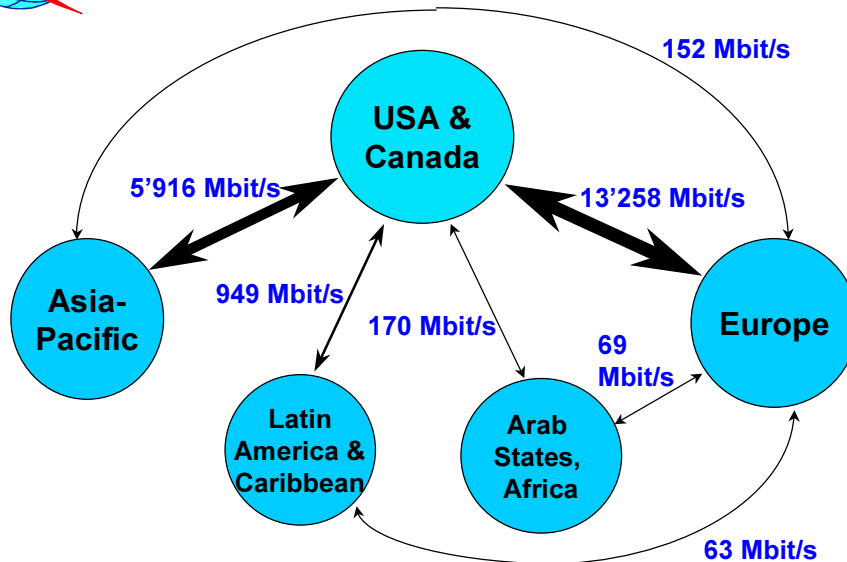 152 Mbit/s
USA &
Canada
5’916 Mbit/s
13’258 Mbit/s
Asia-
Pacific
949 Mbit/s
170 Mbit/s
69
Mbit/s
Europe
Latin
America &
Caribbean
Arab
States,
Africa
63 Mbit/s